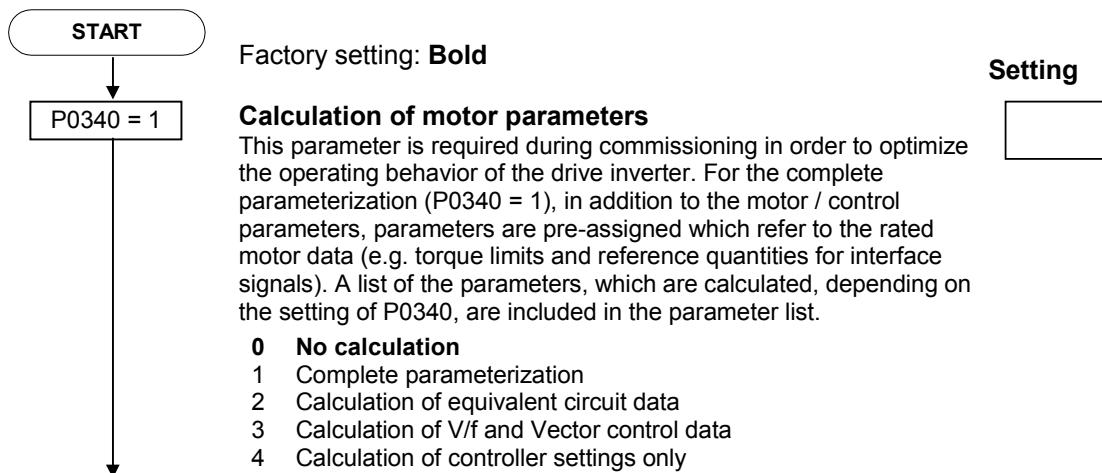 START
Factory setting: Bold
Setting
P0340 = 1
Calculation of motor parameters
This parameter is required during commissioning in order to optimize
the operating behavior of the drive inverter. For the complete
parameterization (P0340 = 1), in addition to the motor / control
parameters, parameters are pre-assigned which refer to the rated
motor data (e.g. torque limits and reference quantities for interface
signals). A list of the parameters, which are calculated, depending on
the setting of P0340, are included in the parameter list.
0 No calculation
1 Complete parameterization
2 Calculation of equivalent circuit data
3 Calculation of V/f and Vector control data
4 Calculation of controller settings only